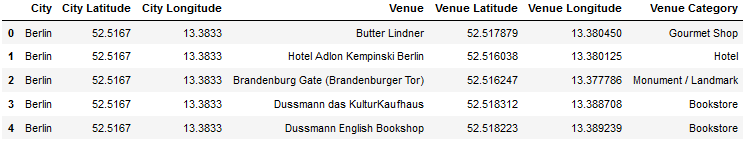 City City Latitude City Longitude Venue Venue Latitude Venue Longitude Venue Category
0 Berlin 52.5167 13.3833 Butter Lindner 52.517879 13.380450 Gourmet Shop
1 Berlin 52.5167 13.3833 Hotel Adlon Kempinski Berlin 52.516038 13.380125 Hotel
2 Berlin 52.5167 13.3833 Brandenburg Gate (Brandenburger Tor) 52.516247 13.377786 Monument / Landmark
3 Berlin 52.5167 13.3833 Dussmann das KulturKaufhaus 52.518312 13.388708 Bookstore
4 Berlin 52.5167 13.3833 Dussmann English Bookshop 52.518223 13.389239 Bookstore